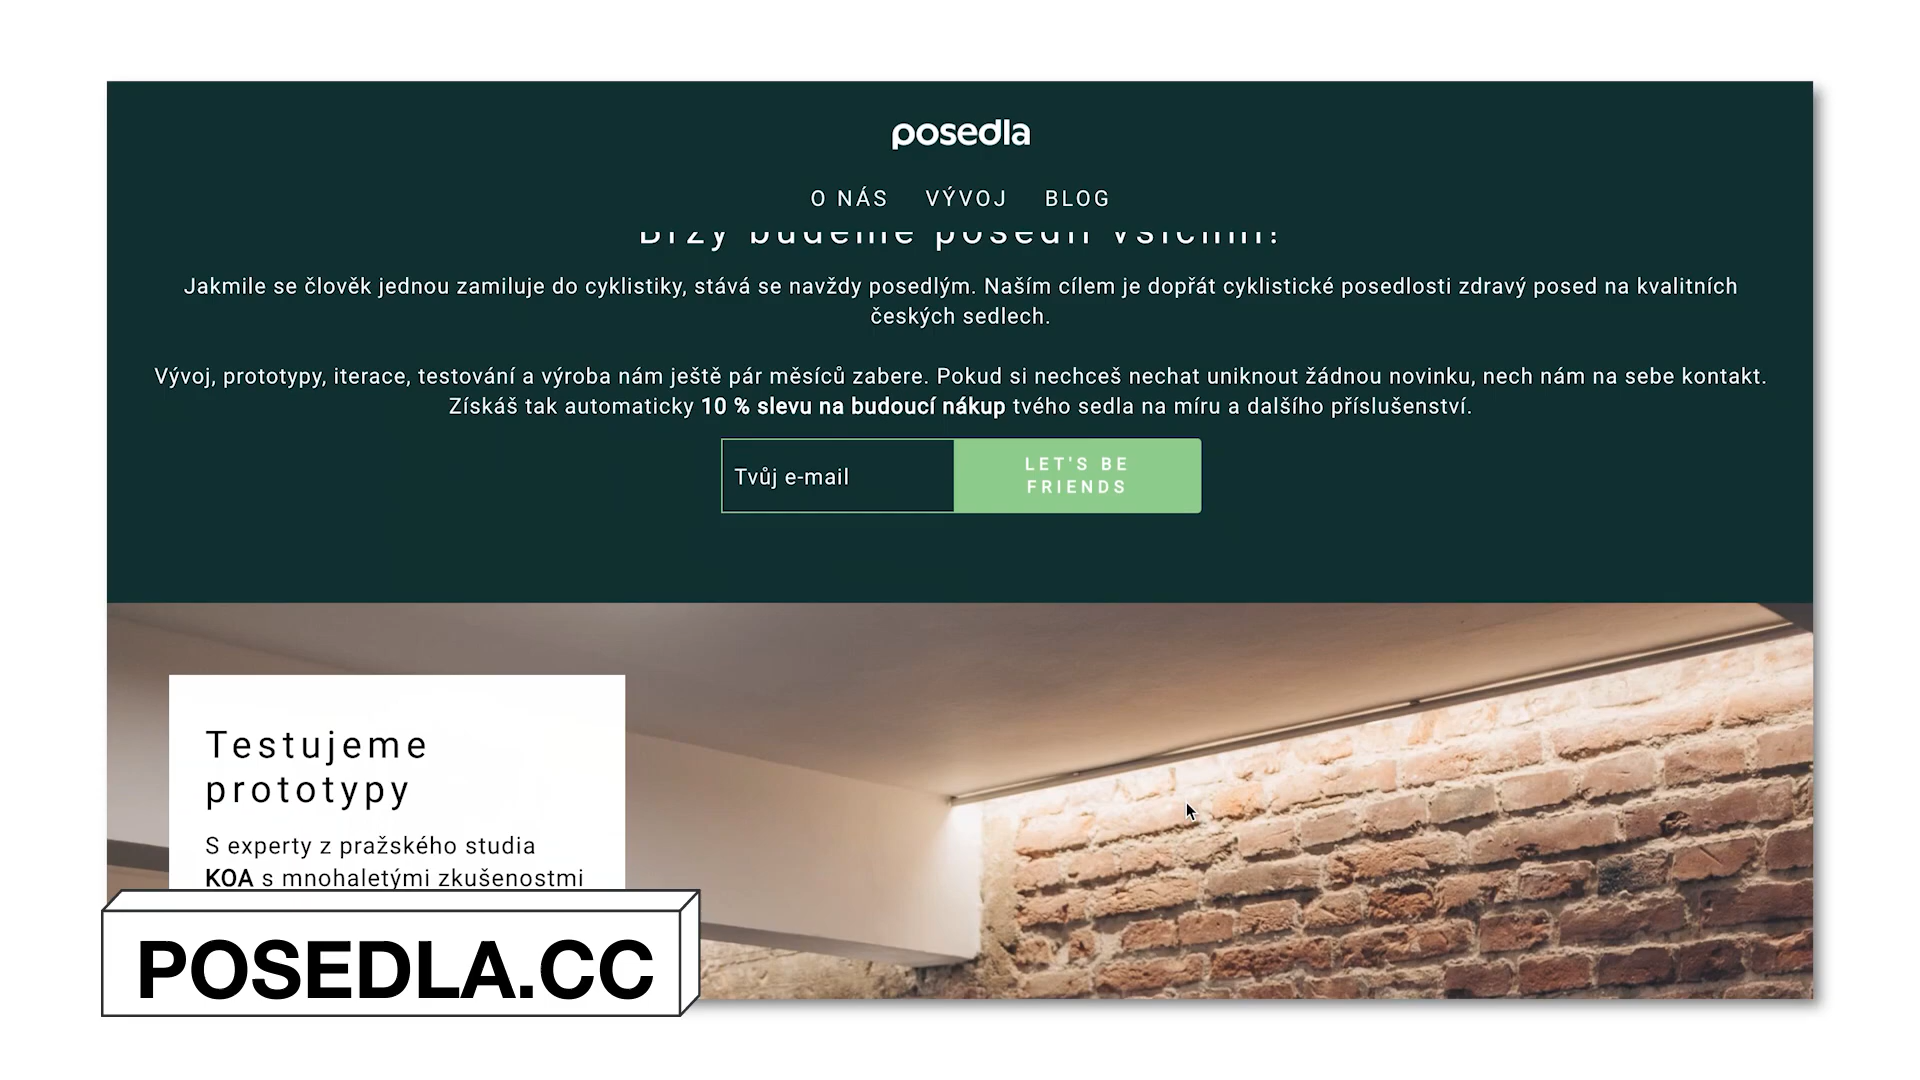 posedla
O NÁS VÝVOJ BLOG
Brzy budeme posedlí všichni!
Jakmile se člověk jednou zamiluje do cyklistiky, stává se navždy posedlým. Naším cílem je dopřát cyklistické posedlosti zdravý posed na kvalitních
českých sedlech.
Vývoj, prototypy, iterace, testování a výroba nám ještě pár měsíců zabere. Pokud si nechceš nechat uniknout žádnou novinku, nech nám na sebe kontakt.
Získáš tak automaticky 10 % slevu na budoucí nákup tvého sedla na míru a dalšího příslušenství.
Tvůj e-mail
LET'S BE
FRIENDS
Testujeme
prototypy
S experty z pražského studia
KOA s mnohaletými zkušenostmi
POSEDLA.CC